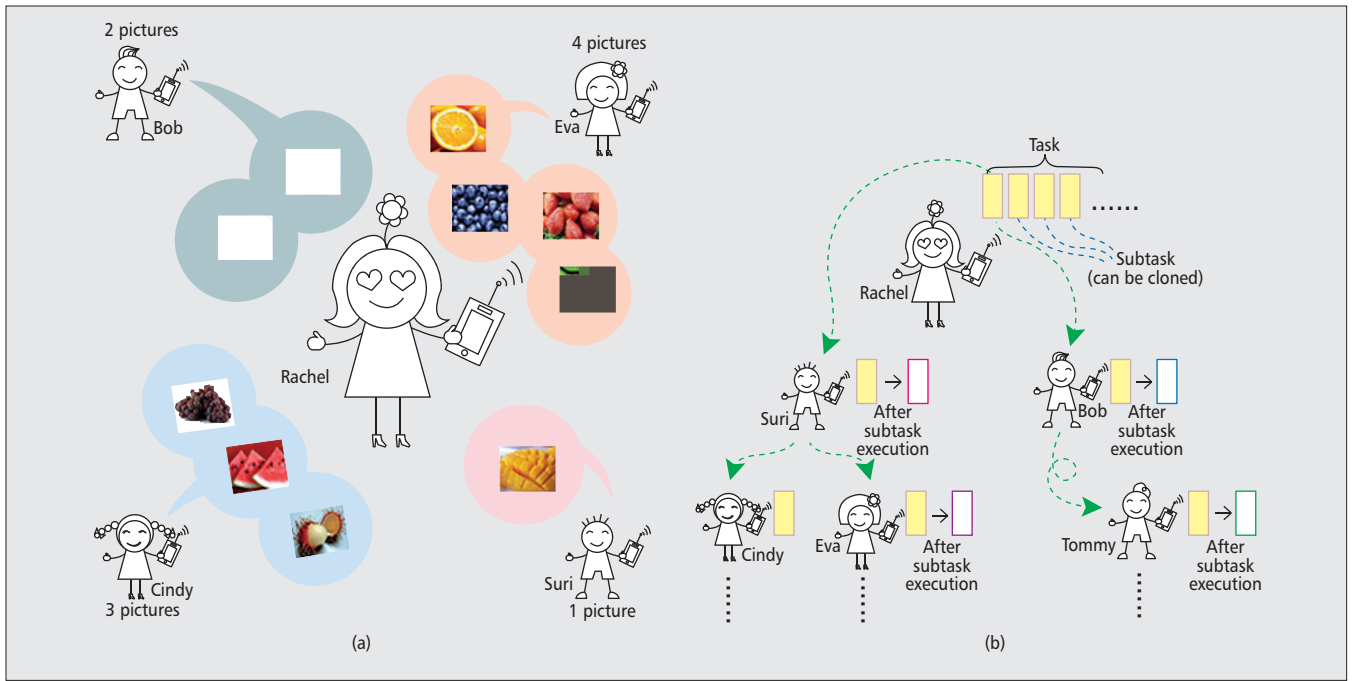 2 pictures
Bob
4 pictures
Eva
Rachel
Cindy
3 pictures
Suri
1 picture
(a)
Task
......
Subtask
(can be cloned)
Rachel
Suri
After
subtask
execution
Bob
After
subtask
execution
Cindy
Eva
After
subtask
execution
Tommy
After
subtask
execution
(b)